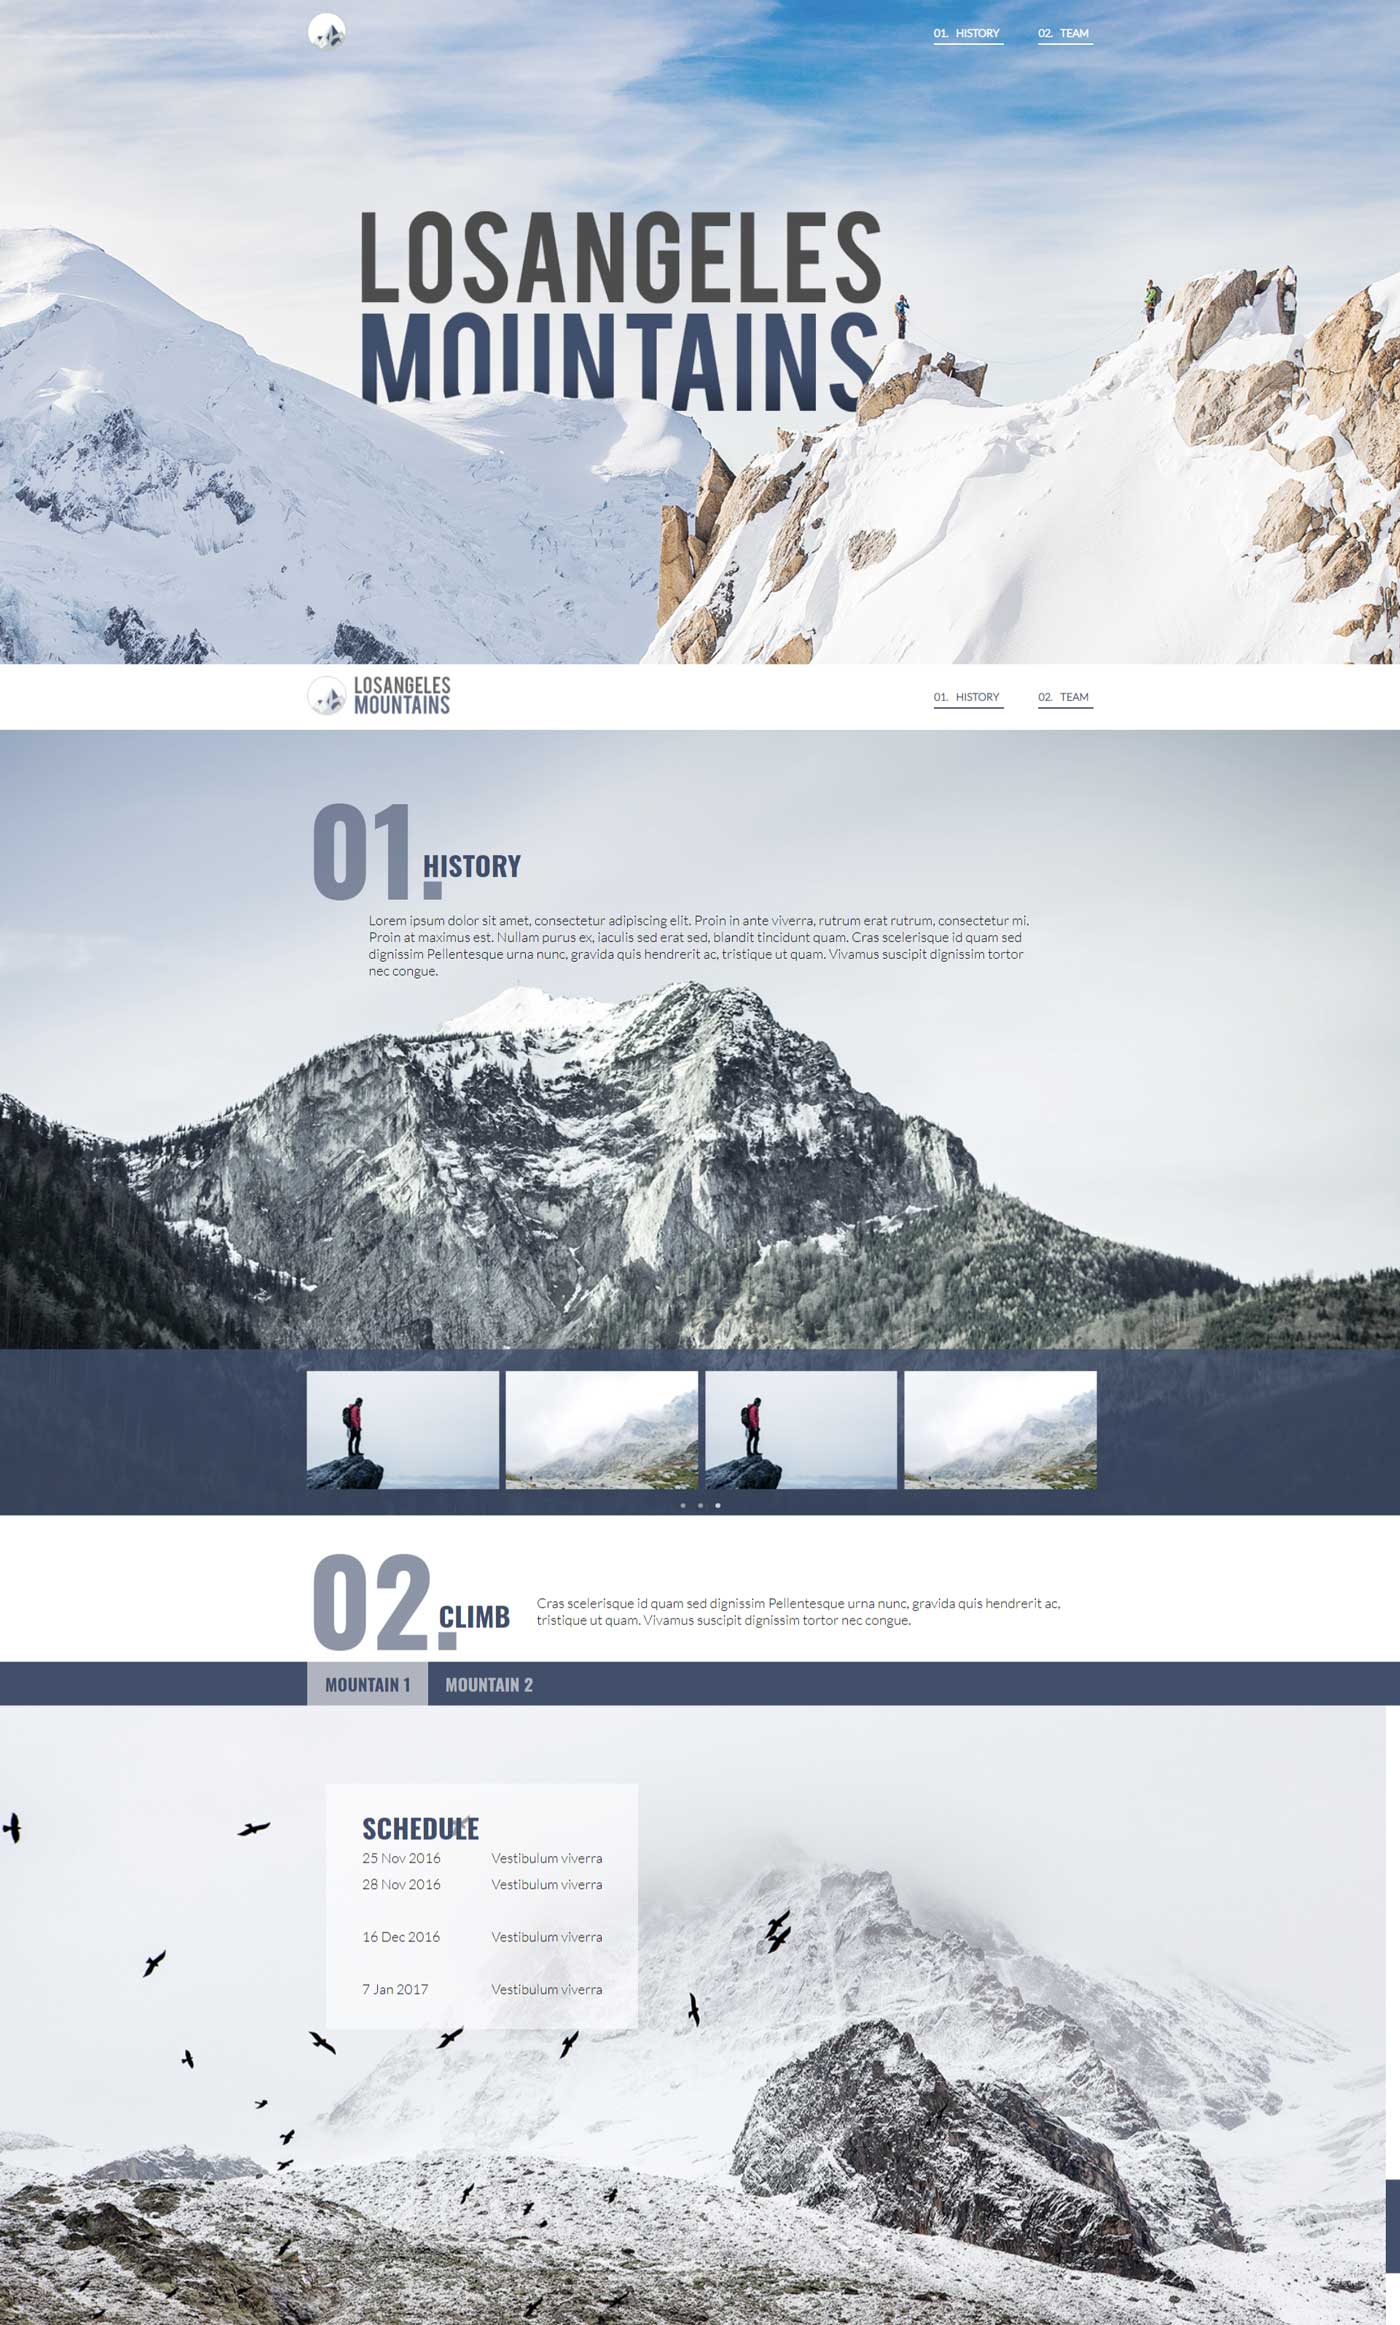 01. HISTORY 02. TEAM
LOSANGELES
MOUNTAINS
LOSANGELES
MOUNTAINS
01. HISTORY 02. TEAM
01. HISTORY
Lorem ipsum dolor sit amet, consectetur adipiscing elit. Proin in ante viverra, rutrum erat rutrum, consectetur mi.
Proin at maximus est. Nullam purus ex, iaculis sed erat sed, blandit tincidunt quam. Cras scelerisque id quam sed
dignissim Pellentesque urna nunc, gravida quis hendrerit ac, tristique ut quam. Vivamus suscipit dignissim tortor
nec congue.
02. CLIMB
Cras scelerisque id quam sed dignissim Pellentesque urna nunc, gravida quis hendrerit ac,
tristique ut quam. Vivamus suscipit dignissim tortor nec congue.
MOUNTAIN 1 MOUNTAIN 2
SCHEDULE
25 Nov 2016 Vestibulum viverra
28 Nov 2016 Vestibulum viverra
16 Dec 2016 Vestibulum viverra
7 Jan 2017 Vestibulum viverra